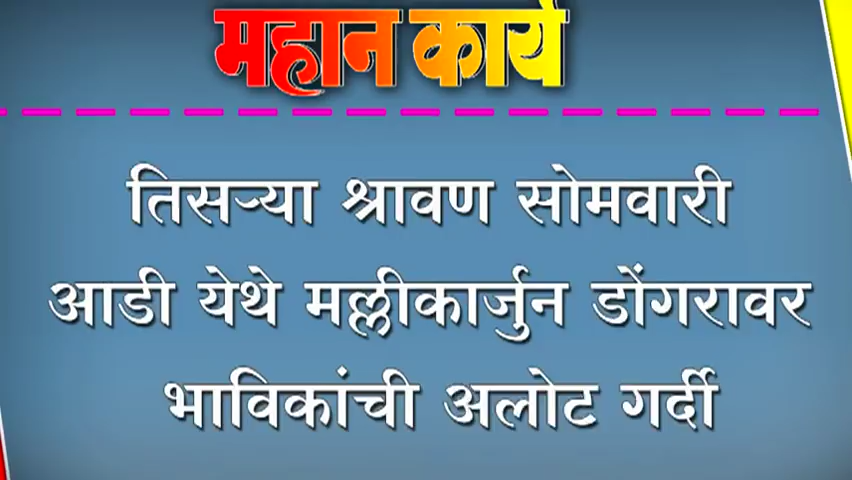 महान कार्य
तिसऱ्या श्रावण सोमवारी
आडी येथे मल्लीकार्जुन डोंगरावर
भाविकांची अलोट गर्दी